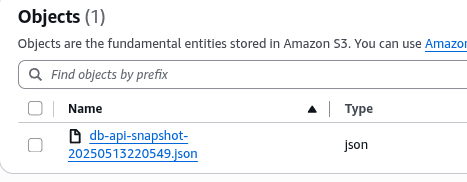 Objects (1)
Objects are the fundamental entities stored in Amazon S3. You can use Amazon
Find objects by prefix
Name Type
db-api-snapshot-
20250513220549.json json